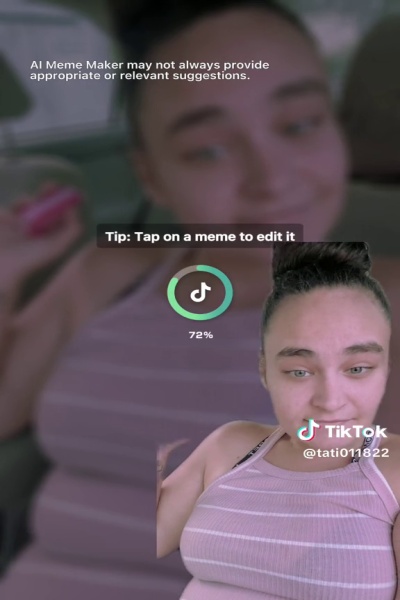 AI Meme Maker may not always provide
appropriate or relevant suggestions.
Tip: Tap on a meme to edit it
72%
TikTok
@tati011822